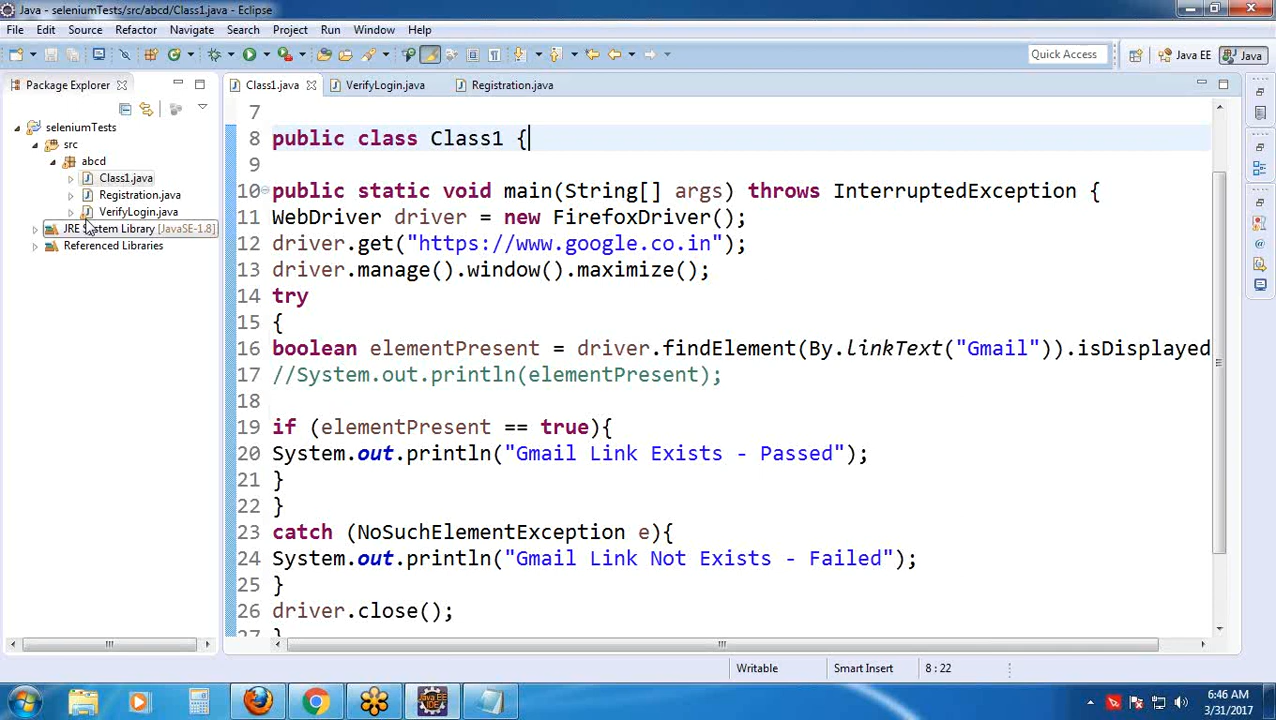 Java - seleniumTests/src/abcd/Class1.java - Eclipse
File Edit Source Refactor Navigate Search Project Run Window Help
Quick Access Java EE Java
Package Explorer
Class1.java VerifyLogin.java Registration.java
seleniumTests
src
abcd
Class1.java
Registration.java
VerifyLogin.java
JRE System Library [JavaSE-1.8]
Referenced Libraries
7
8 public class Class1 {
9
10 public static void main(String[] args) throws InterruptedException {
11 WebDriver driver = new FirefoxDriver();
12 driver.get("https://www.google.co.in");
13 driver.manage().window().maximize();
14 try
15 {
16 boolean elementPresent = driver.findElement(By.linkText("Gmail")).isDisplayed
17 //System.out.println(elementPresent);
18
19 if (elementPresent == true){
20 System.out.println("Gmail Link Exists - Passed");
21 }
22 }
23 catch (NoSuchElementException e){
24 System.out.println("Gmail Link Not Exists - Failed");
25 }
26 driver.close();
27 }
Writable Smart Insert 8 : 22
Java EE IDE
6:46 AM
3/31/2017